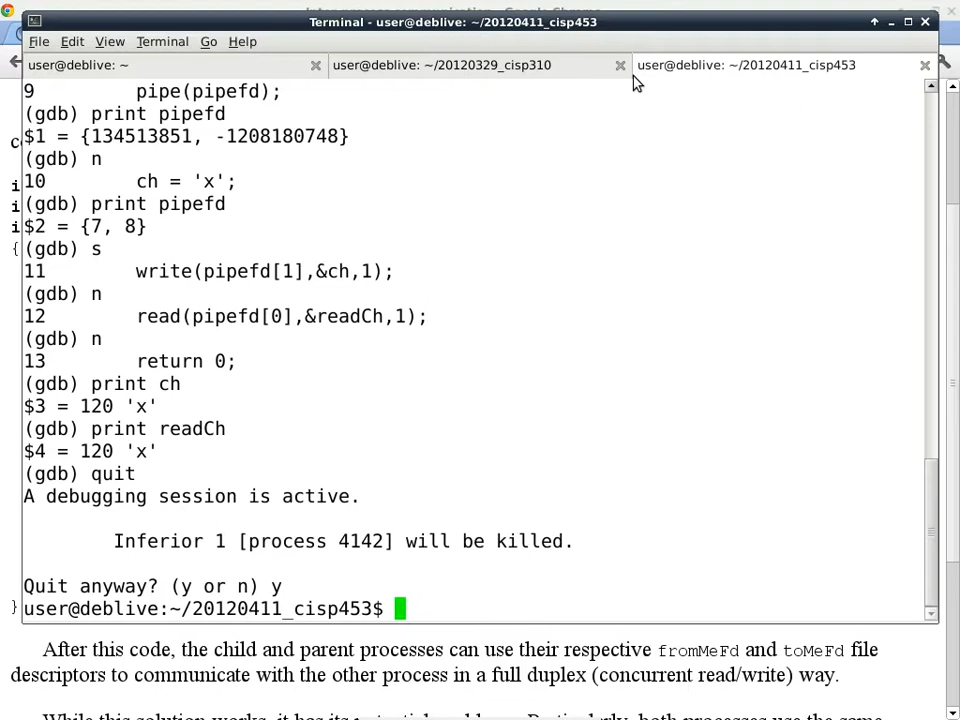 Terminal - user@deblive: ~/20120411_cisp453
File Edit View Terminal Go Help
user@deblive: ~ user@deblive: ~/20120329_cisp310 user@deblive: ~/20120411_cisp453
9 pipe(pipefd);
(gdb) print pipefd
$1 = {134513851, -1208180748}
(gdb) n
10 ch = 'x';
(gdb) print pipefd
$2 = {7, 8}
(gdb) s
11 write(pipefd[1],&ch,1);
(gdb) n
12 read(pipefd[0],&readCh,1);
(gdb) n
13 return 0;
(gdb) print ch
$3 = 120 'x'
(gdb) print readCh
$4 = 120 'x'
(gdb) quit
A debugging session is active.
Inferior 1 [process 4142] will be killed.
Quit anyway? (y or n) y
user@deblive:~/20120411_cisp453$
}
After this code, the child and parent processes can use their respective fromMeFd and toMeFd file
descriptors to communicate with the other process in a full duplex (concurrent read/write) way.